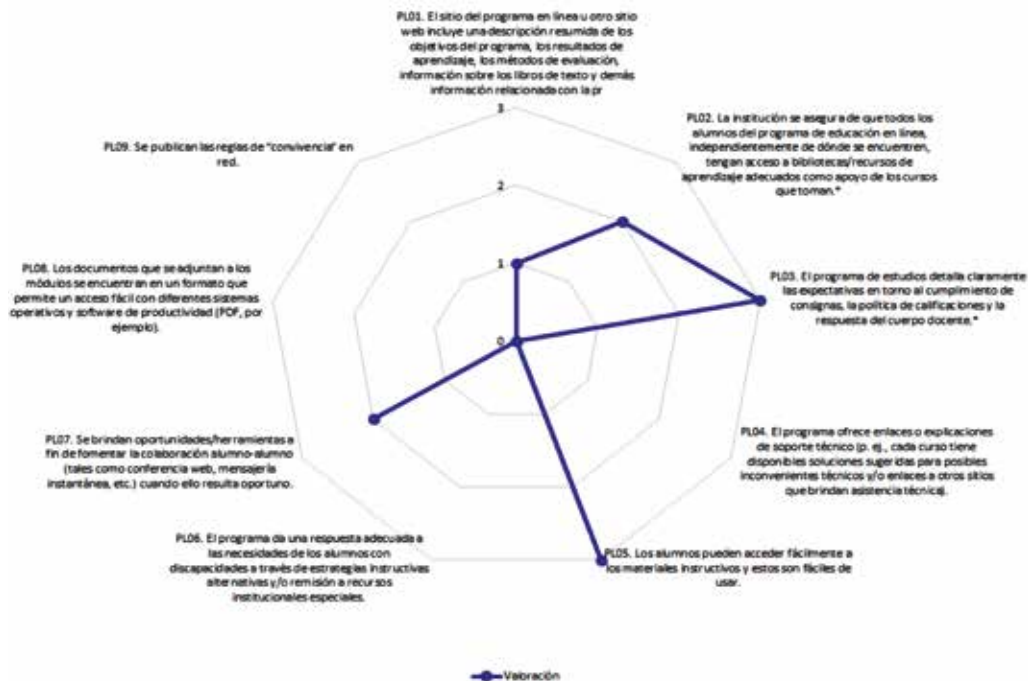 PL01. El sitio del programa en línea u otro sitio
web incluye una descripción resumida de los
objetivos del programa, los resultados de
aprendizaje, los métodos de evaluación,
información sobre los libros de texto y demás
información relacionada con la pr
3
2
1
0
PL02. La institución se asegura de que todos los
alumnos del programa de educación en línea,
independientemente de dónde se encuentren,
tengan acceso a bibliotecas/recursos de
aprendizaje adecuados como apoyo de los cursos
que toman.*
PL03. El programa de estudios detalla claramente
las expectativas en torno al cumplimiento de
consignas, la política de calificaciones y la
respuesta del cuerpo docente.*
PL04. El programa ofrece enlaces o explicaciones
de soporte técnico (p. ej., cada curso tiene
disponibles soluciones sugeridas para posibles
inconvenientes técnicos y/o enlaces a otros sitios
que brindan asistencia técnica).
PL05. Los alumnos pueden acceder fácilmente a
los materiales instructivos y estos son fáciles de
usar.
PL06. El programa da una respuesta adecuada a
las necesidades de los alumnos con
discapacidades a través de estrategias instructivas
alternativas y/o remisión a recursos
institucionales especiales.
PL07. Se brindan oportunidades/herramientas a
fin de fomentar la colaboración alumno-alumno
(tales como conferencia web, mensajería
instantánea, etc.) cuando ello resulta oportuno.
PL08. Los documentos que se adjuntan a los
módulos se encuentran en un formato que
permite un acceso fácil con diferentes sistemas
operativos y software de productividad (PDF, por
ejemplo).
PL09. Se publican las reglas de "convivencia" en
red.
Valoración